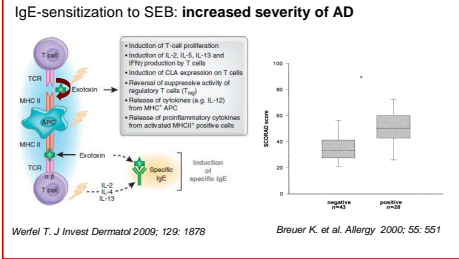 IgE-sensitization to SEB: increased severity of AD
T cell
TCR
Exotoxin
MHC II
APC
MHC II
Exotoxin
TCR
α β
T cell
IL-2
IL-4
IL-13
Specific
IgE
Induction
of
specific IgE
• Induction of T-cell proliferation
• Induction of IL-2, IL-5, IL-13 and
IFNγ production by T cells
• Induction of CLA expression on T cells
• Reversal of suppressive activity of
regulatory T cells (Treg)
• Release of cytokines (e.g. IL-12)
from MHC+ APC
• Release of proinflammatory cytokines
from activated MHCII+ positive cells
SCORAD score
100
80
60
40
20
0
negative
n=43
positive
n=28
Werfel T. J Invest Dermatol 2009; 129: 1878
Breuer K. et al. Allergy 2000; 55: 551